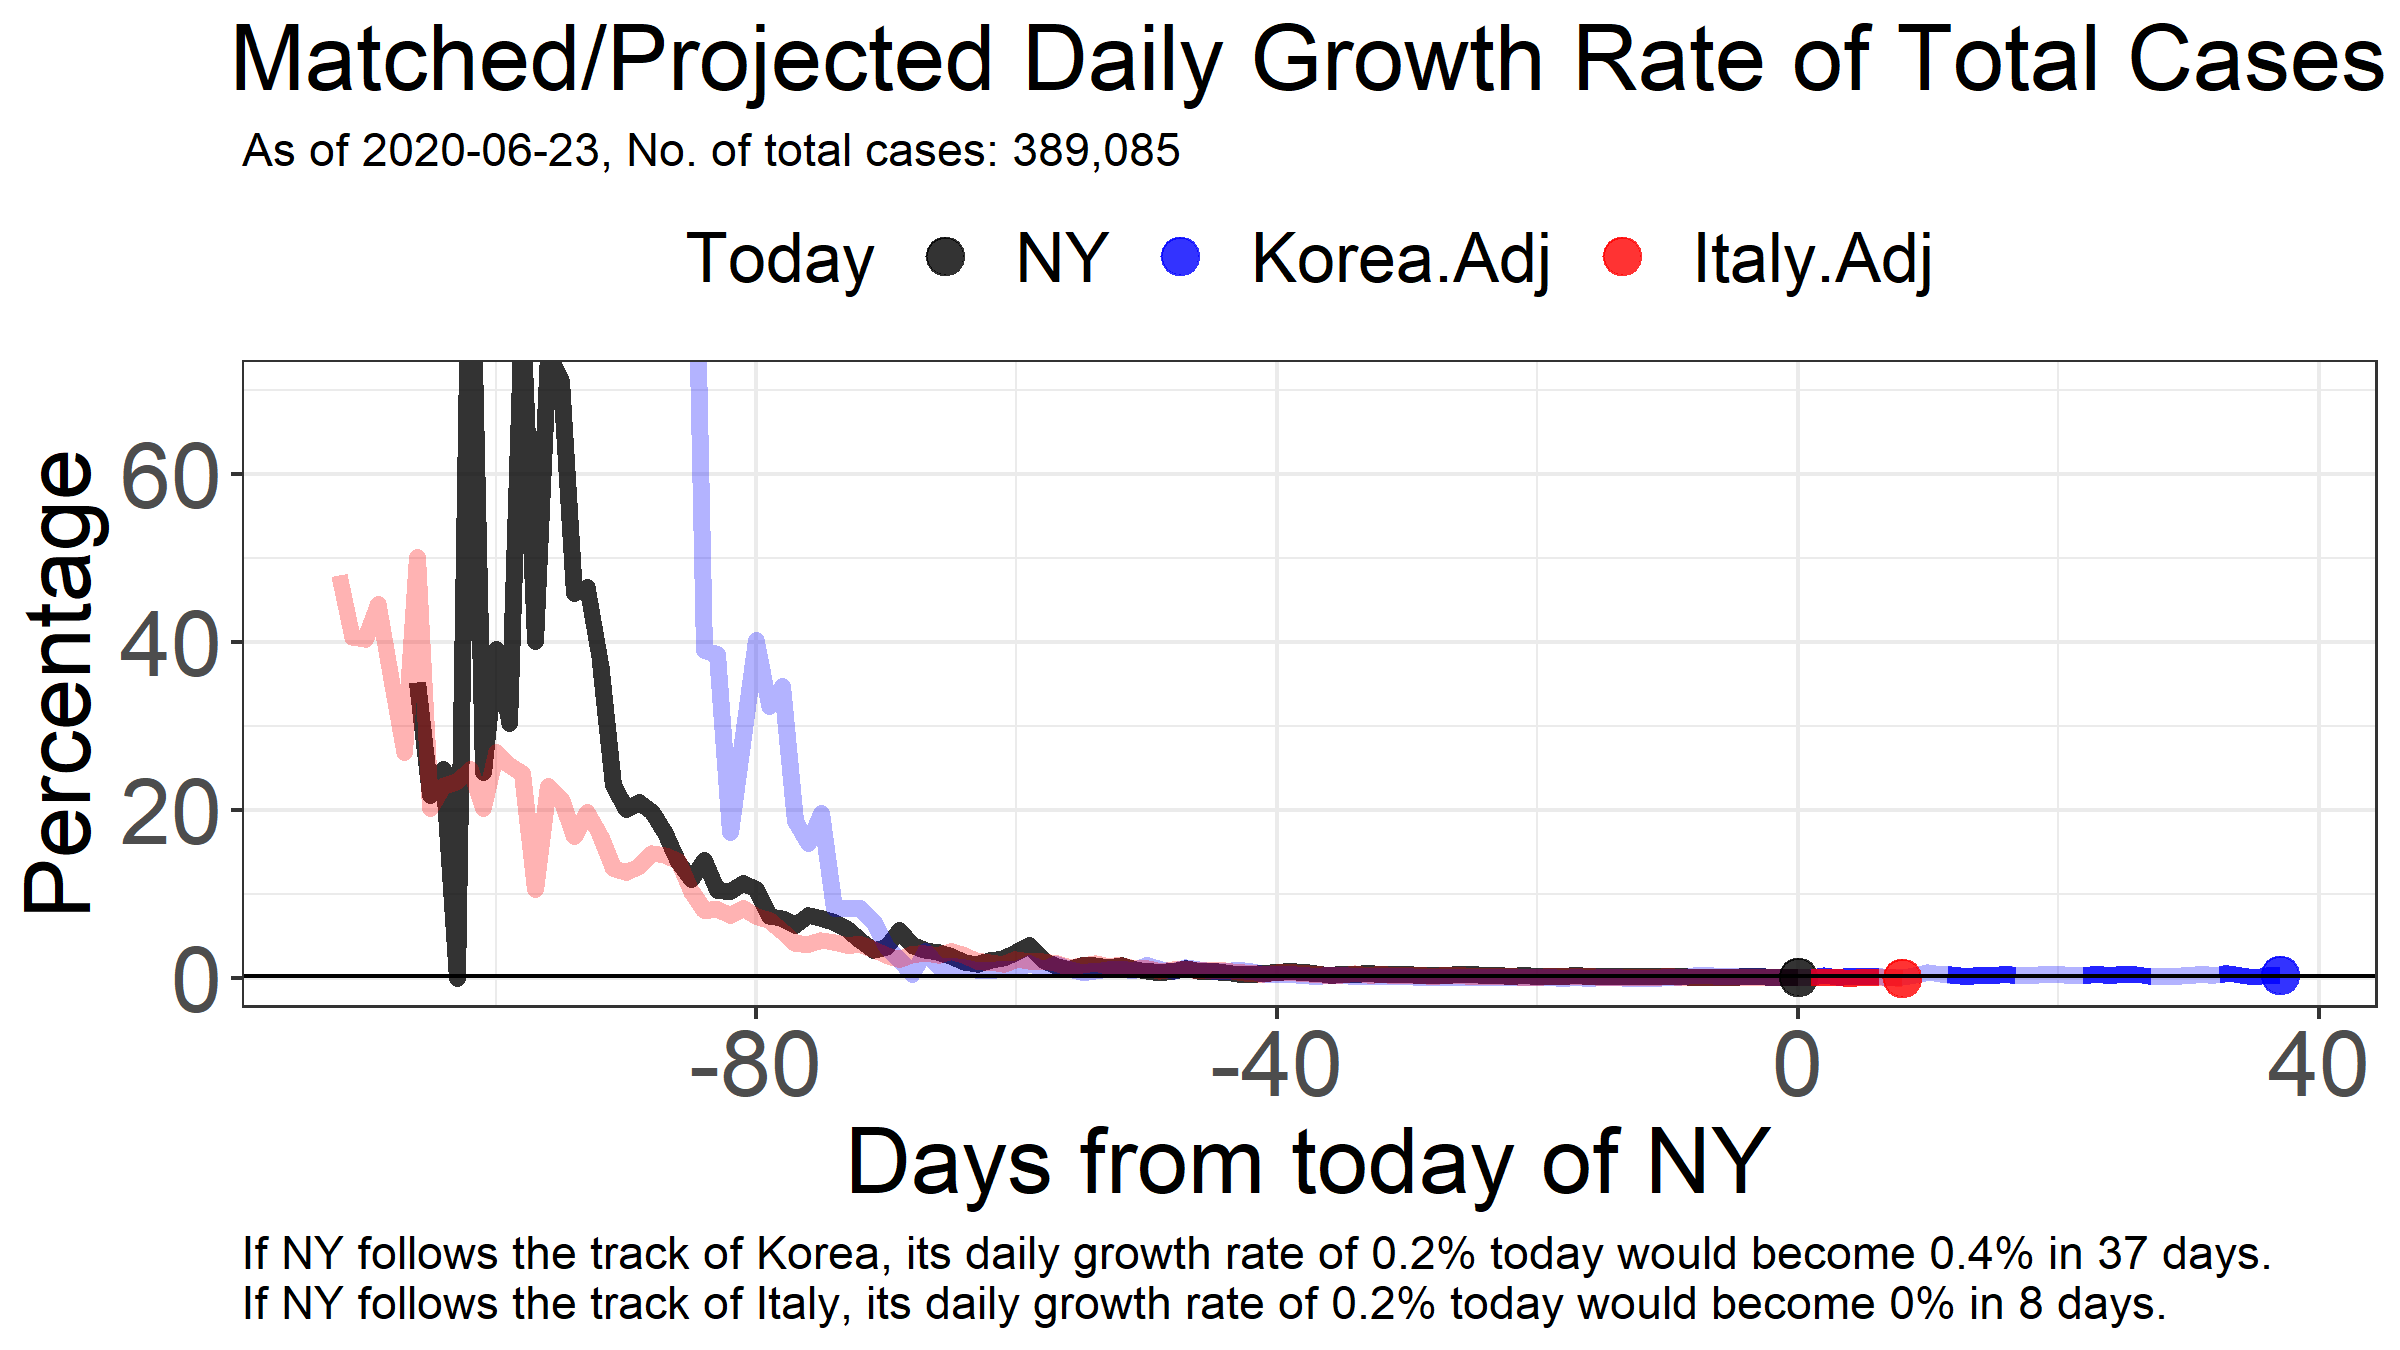 Matched/Projected Daily Growth Rate of Total Cases
As of 2020-06-23, No. of total cases: 389,085
Today NY Korea.Adj Italy.Adj
Percentage
60
40
20
0
-80 -40 0 40
Days from today of NY
If NY follows the track of Korea, its daily growth rate of 0.2% today would become 0.4% in 37 days.
If NY follows the track of Italy, its daily growth rate of 0.2% today would become 0% in 8 days.